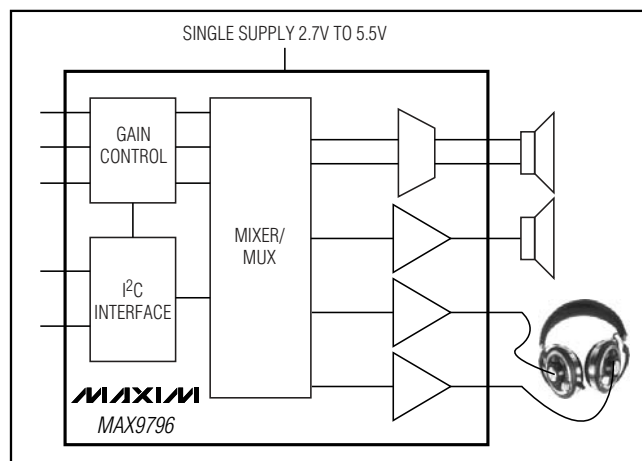 SINGLE SUPPLY 2.7V TO 5.5V
GAIN
CONTROL
MIXER/
MUX
I²C
INTERFACE
MAXIM
MAX9796